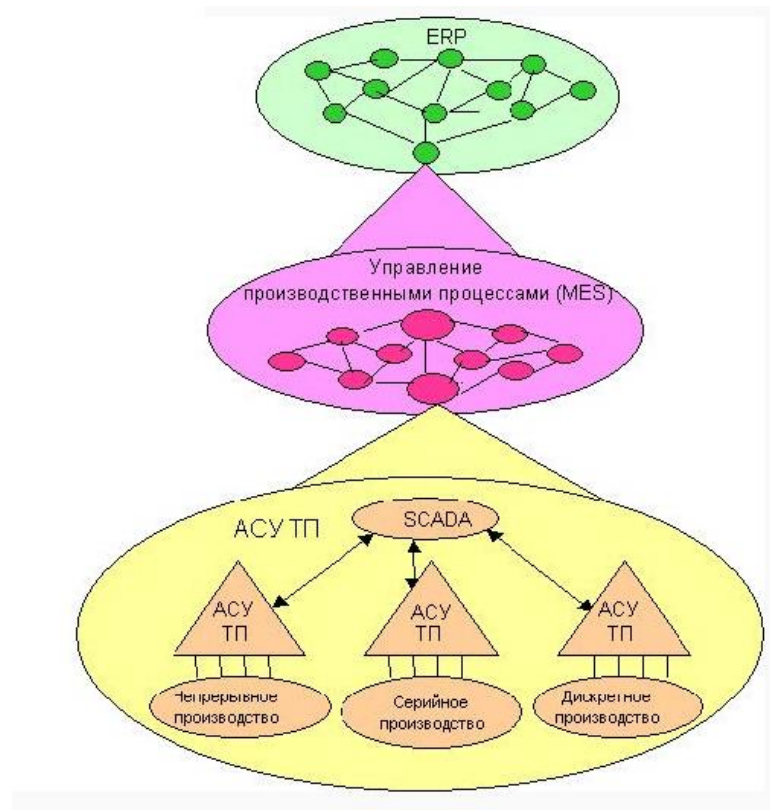 ERP
Управление
производственными процессами (MES)
АСУ ТП
SCADA
АСУ
ТП
АСУ
ТП
АСУ
ТП
Непрерывное
производство
Серийное
производство
Дискретное
производство